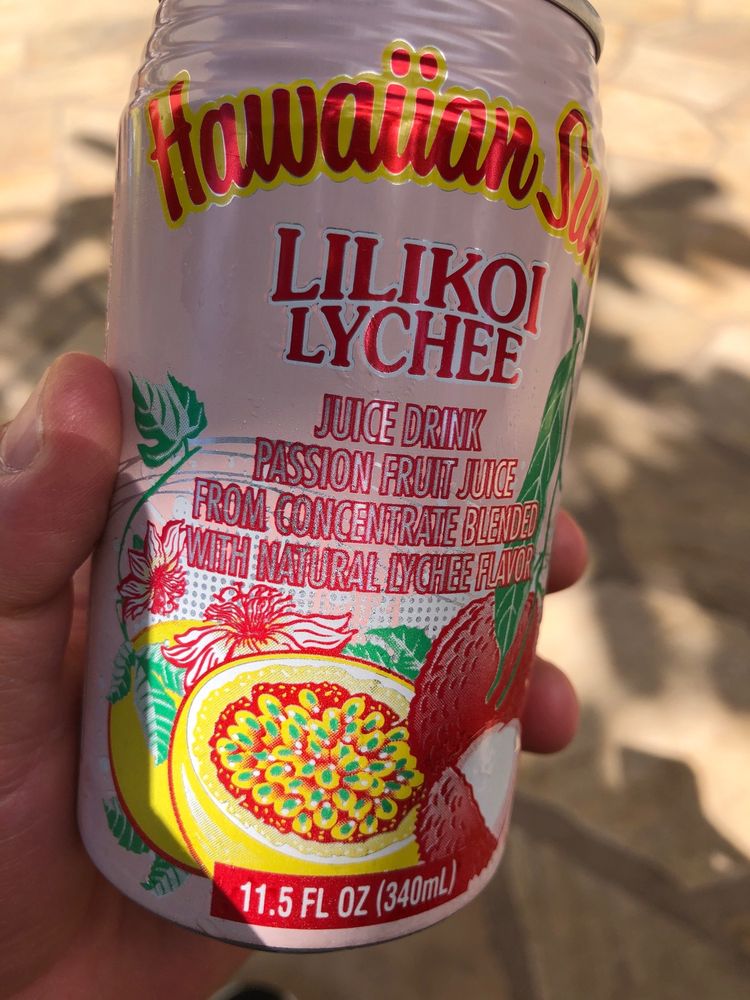 Hawaiian Sun
LILIKOI
LYCHEE
JUICE DRINK
PASSION FRUIT JUICE
FROM CONCENTRATE BLENDED
WITH NATURAL LYCHEE FLAVOR
11.5 FL OZ (340mL)